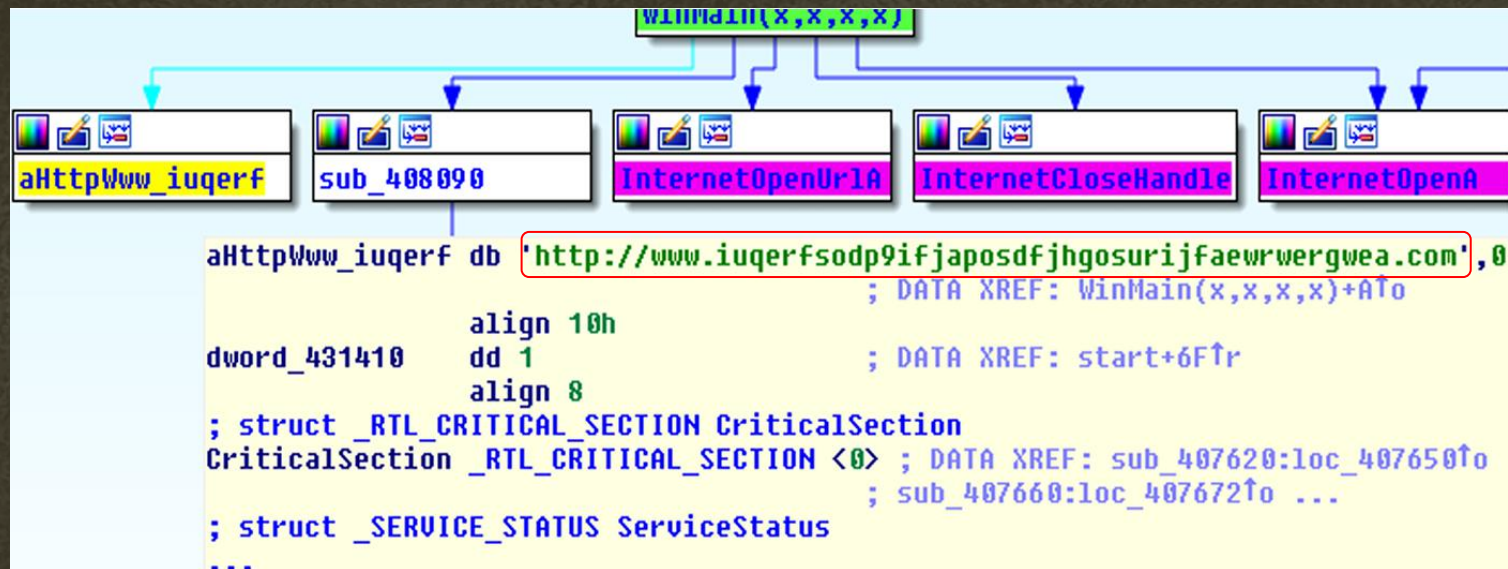 WinMain(x,x,x,x)
aHttpWww_iuqerf
sub_408090
InternetOpenUrlA
InternetCloseHandle
InternetOpenA
aHttpWww_iuqerf db 'http://www.iuqerfsodp9ifjaposdfjhgosurijfaewrwergwea.com',0
; DATA XREF: WinMain(x,x,x,x)+A↑o
align 10h
dword_431410 dd 1 ; DATA XREF: start+6F↑r
align 8
; struct _RTL_CRITICAL_SECTION CriticalSection
CriticalSection _RTL_CRITICAL_SECTION <0> ; DATA XREF: sub_407620:loc_407650↑o
; sub_407660:loc_407672↑o ...
; struct _SERVICE_STATUS ServiceStatus
...